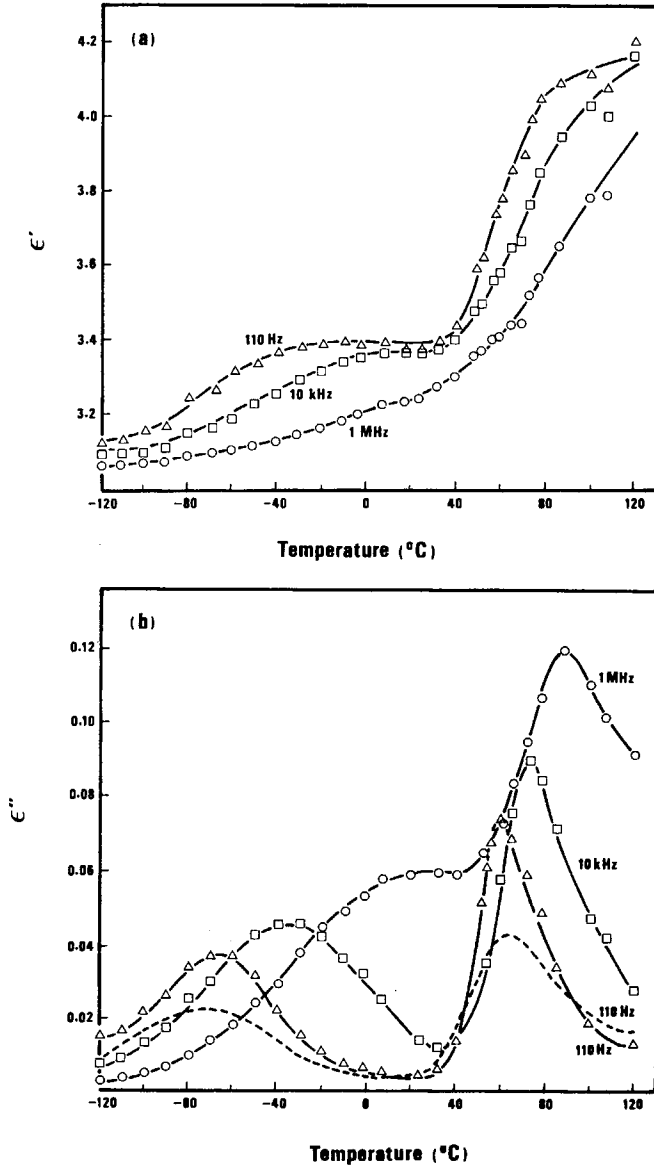 (a)
4.2
4.0
3.8
3.6
3.4
3.2
ϵ′
110 Hz
10 kHz
1 MHz
-120 -80 -40 0 40 80 120
Temperature (°C)
(b)
0.12
0.10
0.08
0.06
0.04
0.02
ϵ″
1 MHz
10 kHz
110 Hz
110 Hz
-120 -80 -40 0 40 80 120
Temperature (°C)